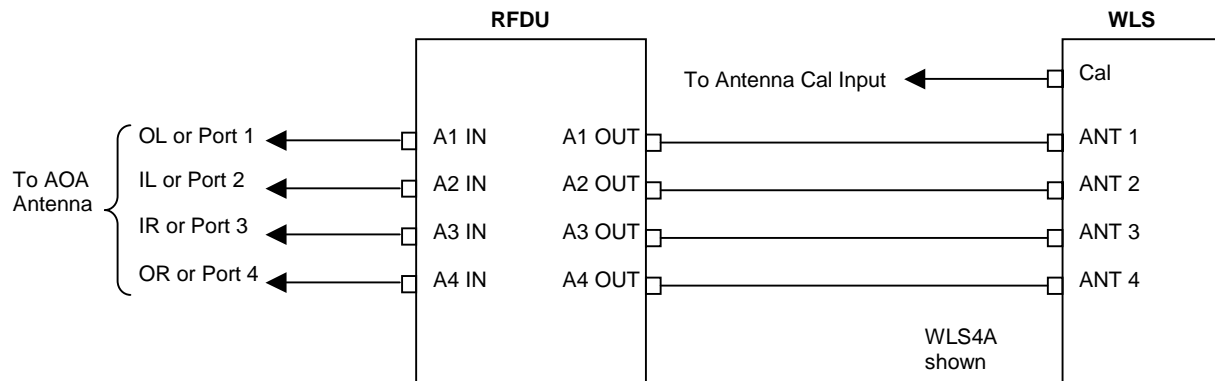 RFDU
WLS
To Antenna Cal Input
Cal
OL or Port 1
A1 IN
A1 OUT
ANT 1
To AOA
Antenna
IL or Port 2
A2 IN
A2 OUT
ANT 2
IR or Port 3
A3 IN
A3 OUT
ANT 3
OR or Port 4
A4 IN
A4 OUT
ANT 4
WLS4A
shown